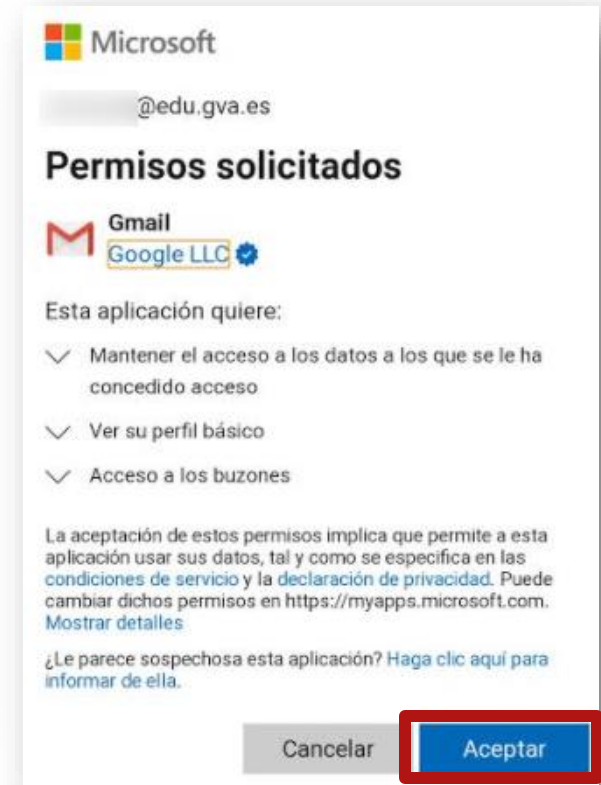 Microsoft
@edu.gva.es
Permisos solicitados
Gmail
Google LLC
Esta aplicación quiere:
Mantener el acceso a los datos a los que se le ha
concedido acceso
Ver su perfil básico
Acceso a los buzones
La aceptación de estos permisos implica que permite a esta
aplicación usar sus datos, tal y como se especifica en las
condiciones de servicio y la declaración de privacidad. Puede
cambiar dichos permisos en https://myapps.microsoft.com.
Mostrar detalles
¿Le parece sospechosa esta aplicación? Haga clic aquí para
informar de ella.
Cancelar
Aceptar